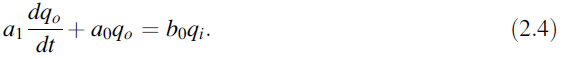 a₁ dqₒ/dt + a₀qₒ = b₀qᵢ. (2.4)